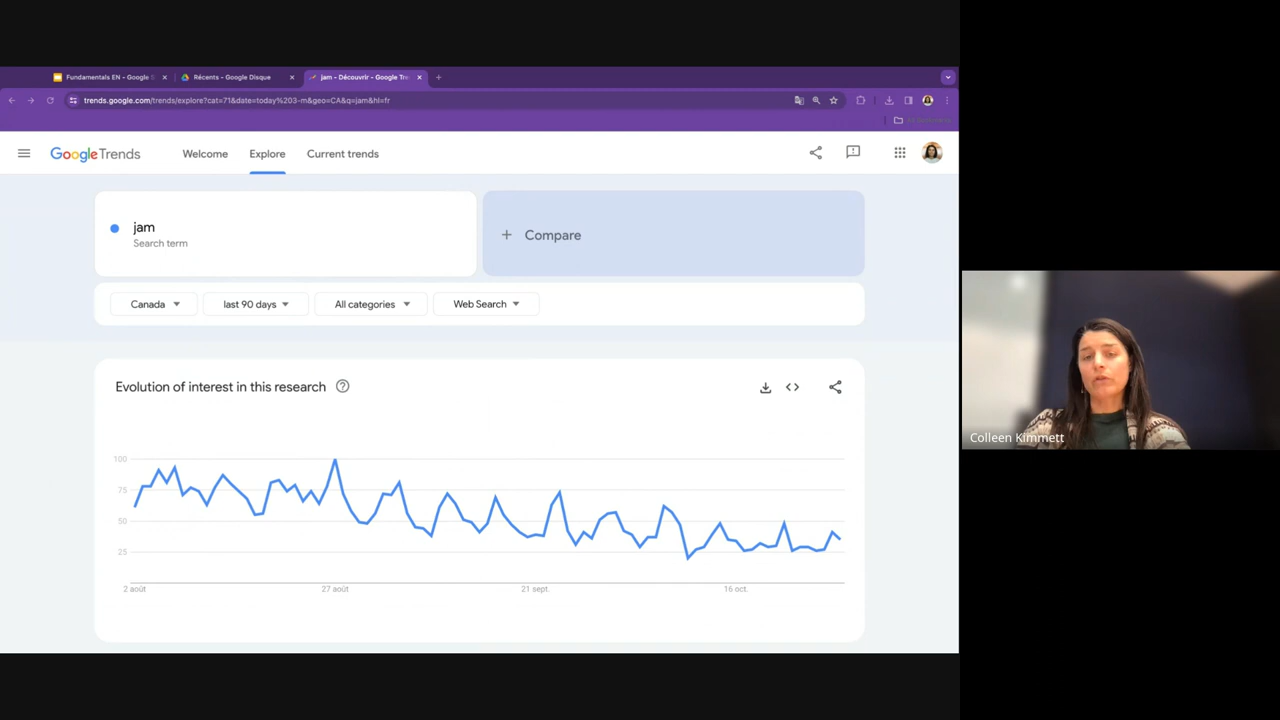 Fundamentals EN - Google S
Récents - Google Disque
jam - Découvrir - Google Tre
trends.google.com/trends/explore?cat=71&date=today%203-m&geo=CA&q=jam&hl=fr
Google Trends
Welcome
Explore
Current trends
jam
Search term
+ Compare
Canada
last 90 days
All categories
Web Search
Evolution of interest in this research
100
75
50
25
2 août
27 août
21 sept.
16 oct.
Colleen Kimmett